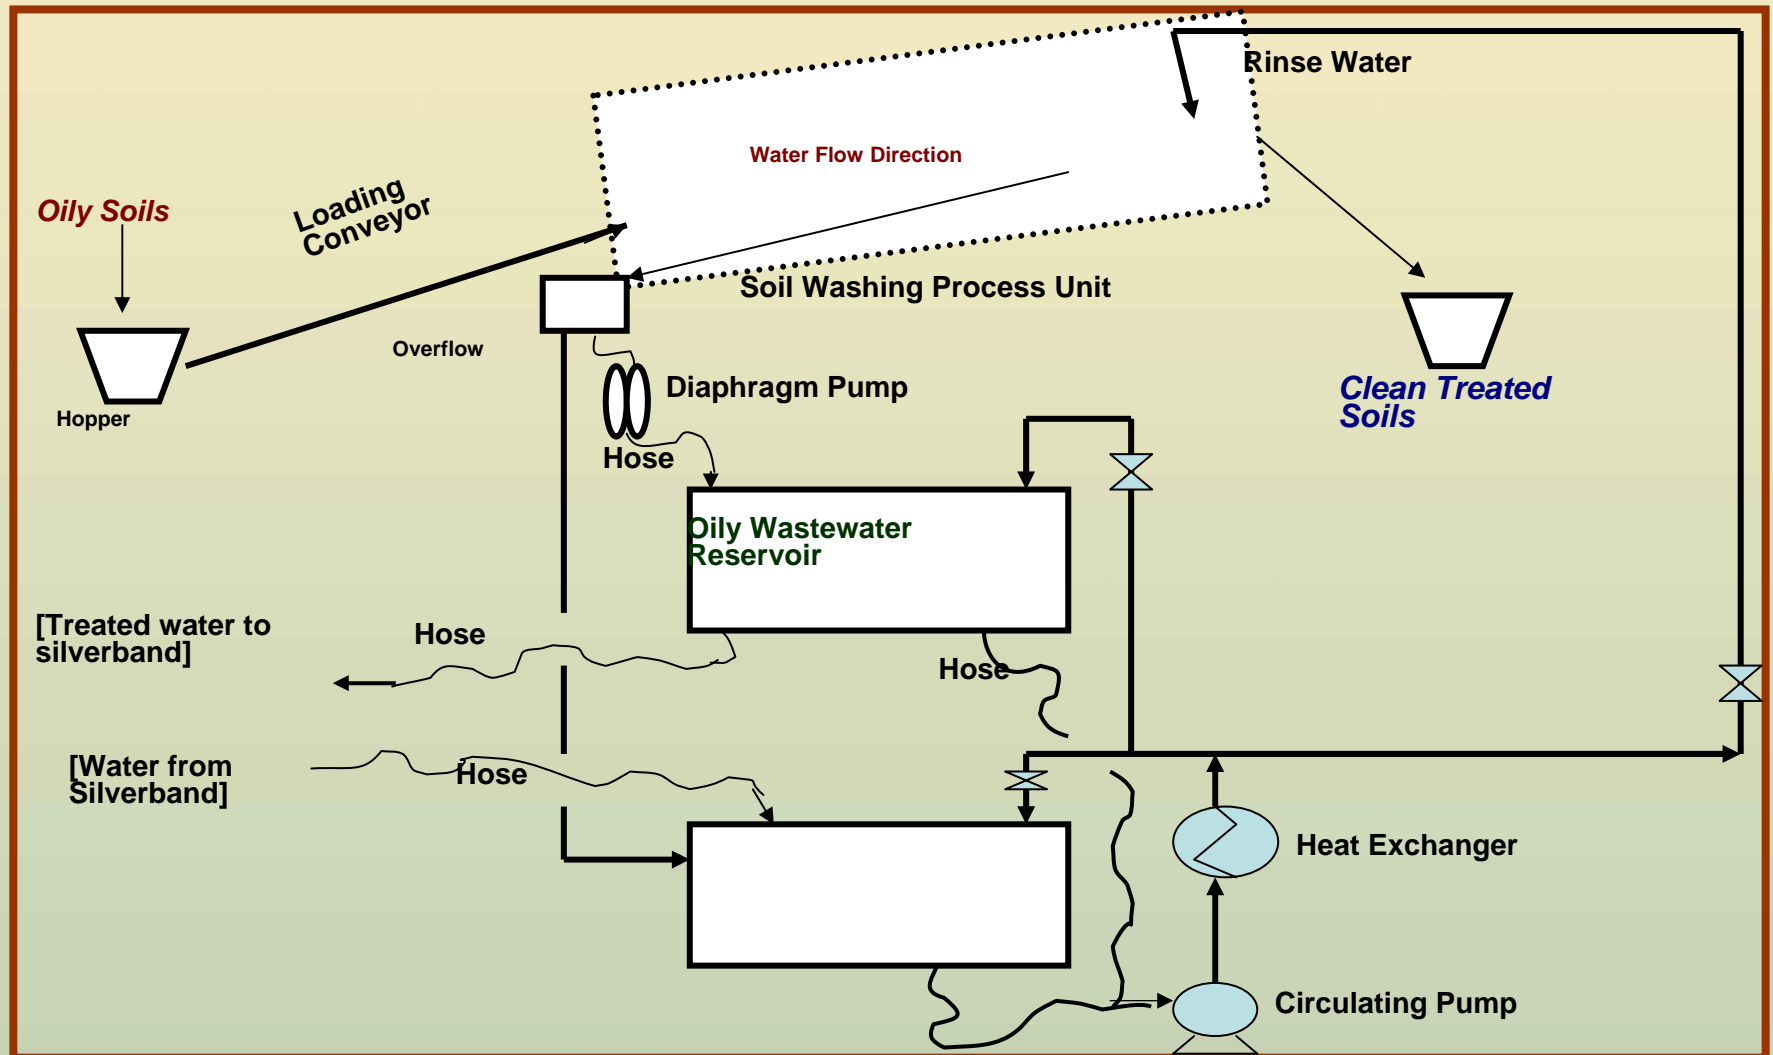 Rinse Water
Water Flow Direction
Oily Soils
Loading
Conveyor
Soil Washing Process Unit
Overflow
Hopper
Diaphragm Pump
Clean Treated
Soils
Hose
Oily Wastewater
Reservoir
[Treated water to
silverband]
Hose
Hose
[Water from
Silverband]
Hose
Heat Exchanger
Circulating Pump